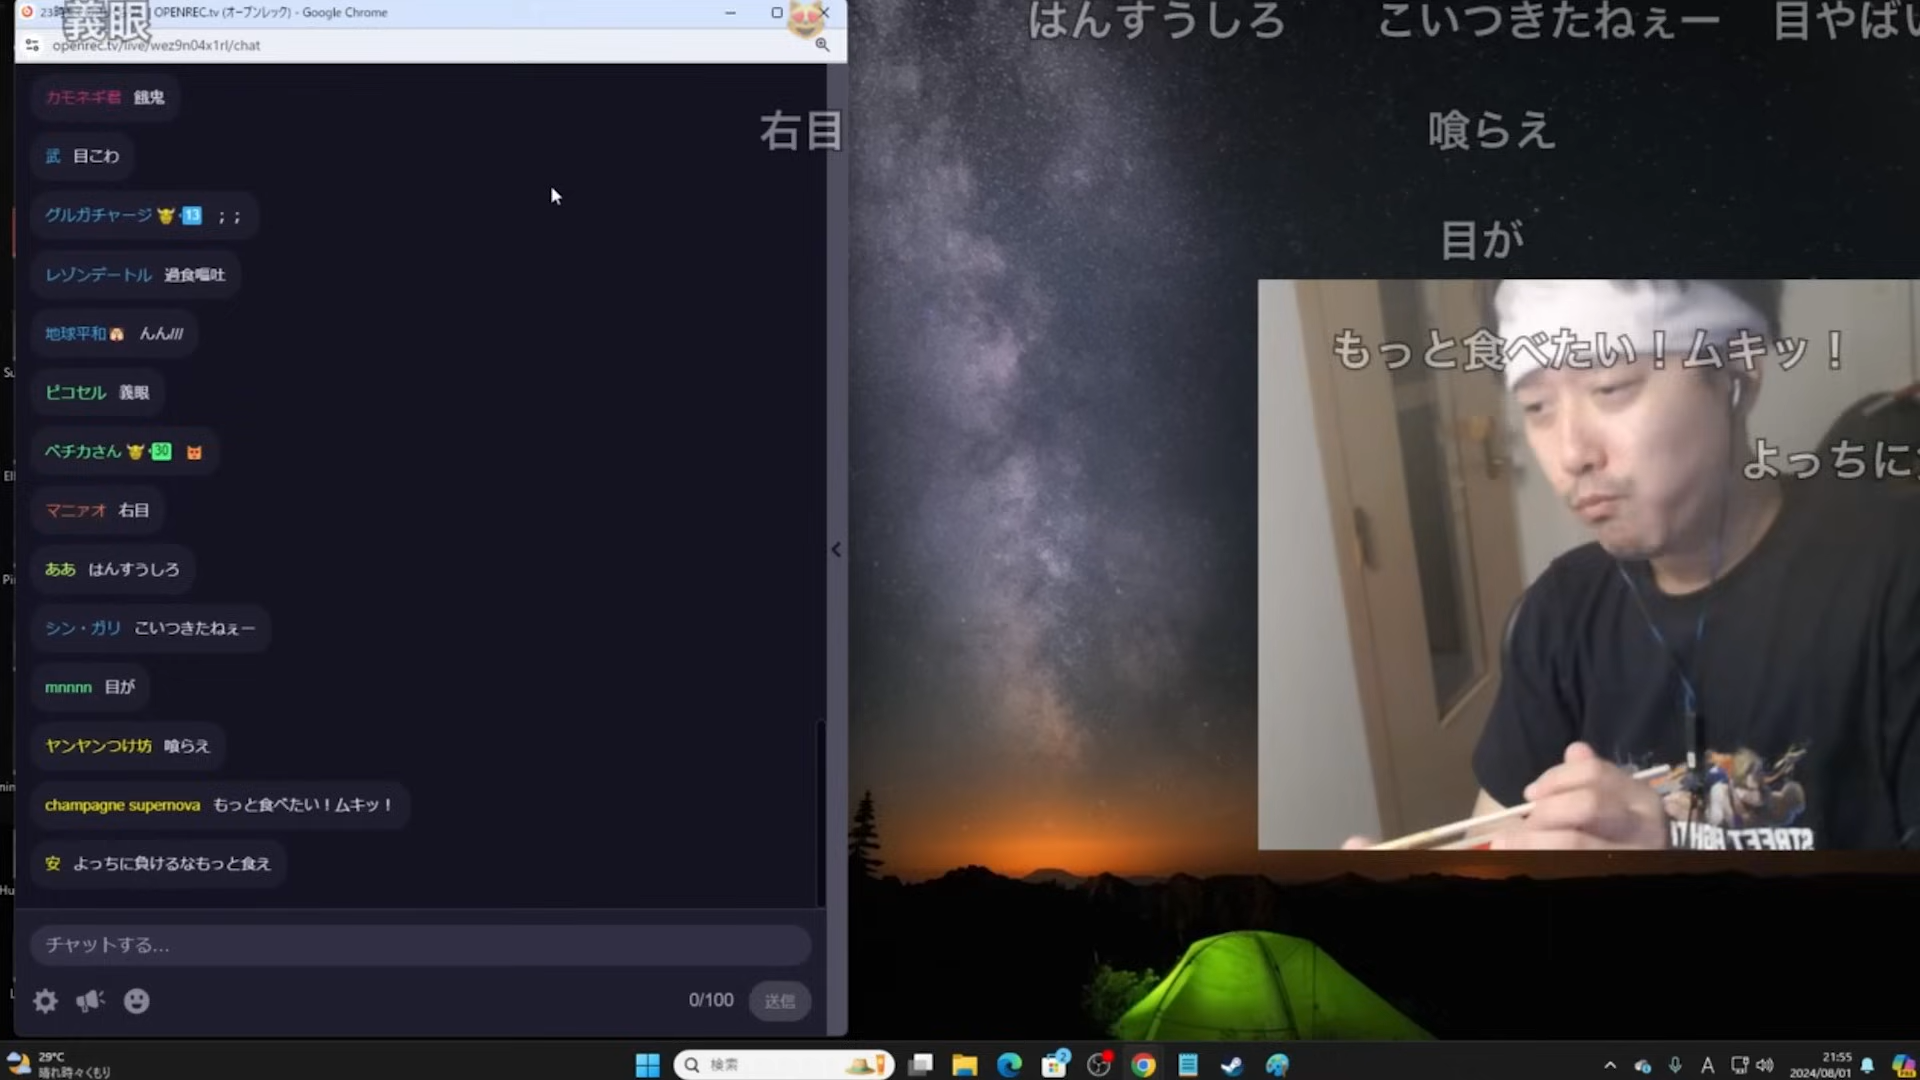 23時 OPENREC.tv (オープンレック) - Google Chrome
義眼
openrec.tv/live/wez9n04x1rl/chat
はんすうしろ
こいつきたねぇー
目やばい
右目
喰らえ
目が
もっと食べたい！ムキッ！
よっちに
カモネギ君 餓鬼
武 目こわ
グルガチャージ 13 ；；
レゾンデートル 過食嘔吐
地球平和 んん///
ピコセル 義眼
ペチカさん 30
マニァオ 右目
ああ はんすうしろ
シン・ガリ こいつきたねぇー
mnnnn 目が
ヤンヤンつけ坊 喰らえ
champagne supernova もっと食べたい！ムキッ！
安 よっちに負けるなもっと食え
チャットする...
0/100 送信
STREET FIGHT
29°C
晴れ時々くもり
検索
2
A
21:55
2024/08/01